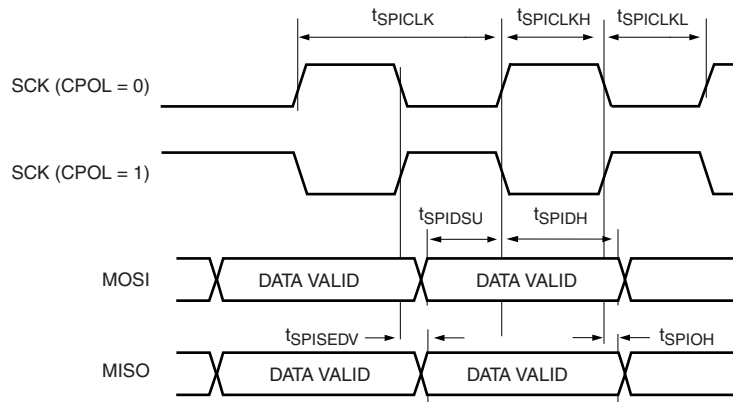 tSPICLK tSPICLKH tSPICLKL
SCK (CPOL = 0)
SCK (CPOL = 1)
tSPIDSU tSPIDH
MOSI DATA VALID DATA VALID
tSPISEDV tSPIOH
MISO DATA VALID DATA VALID